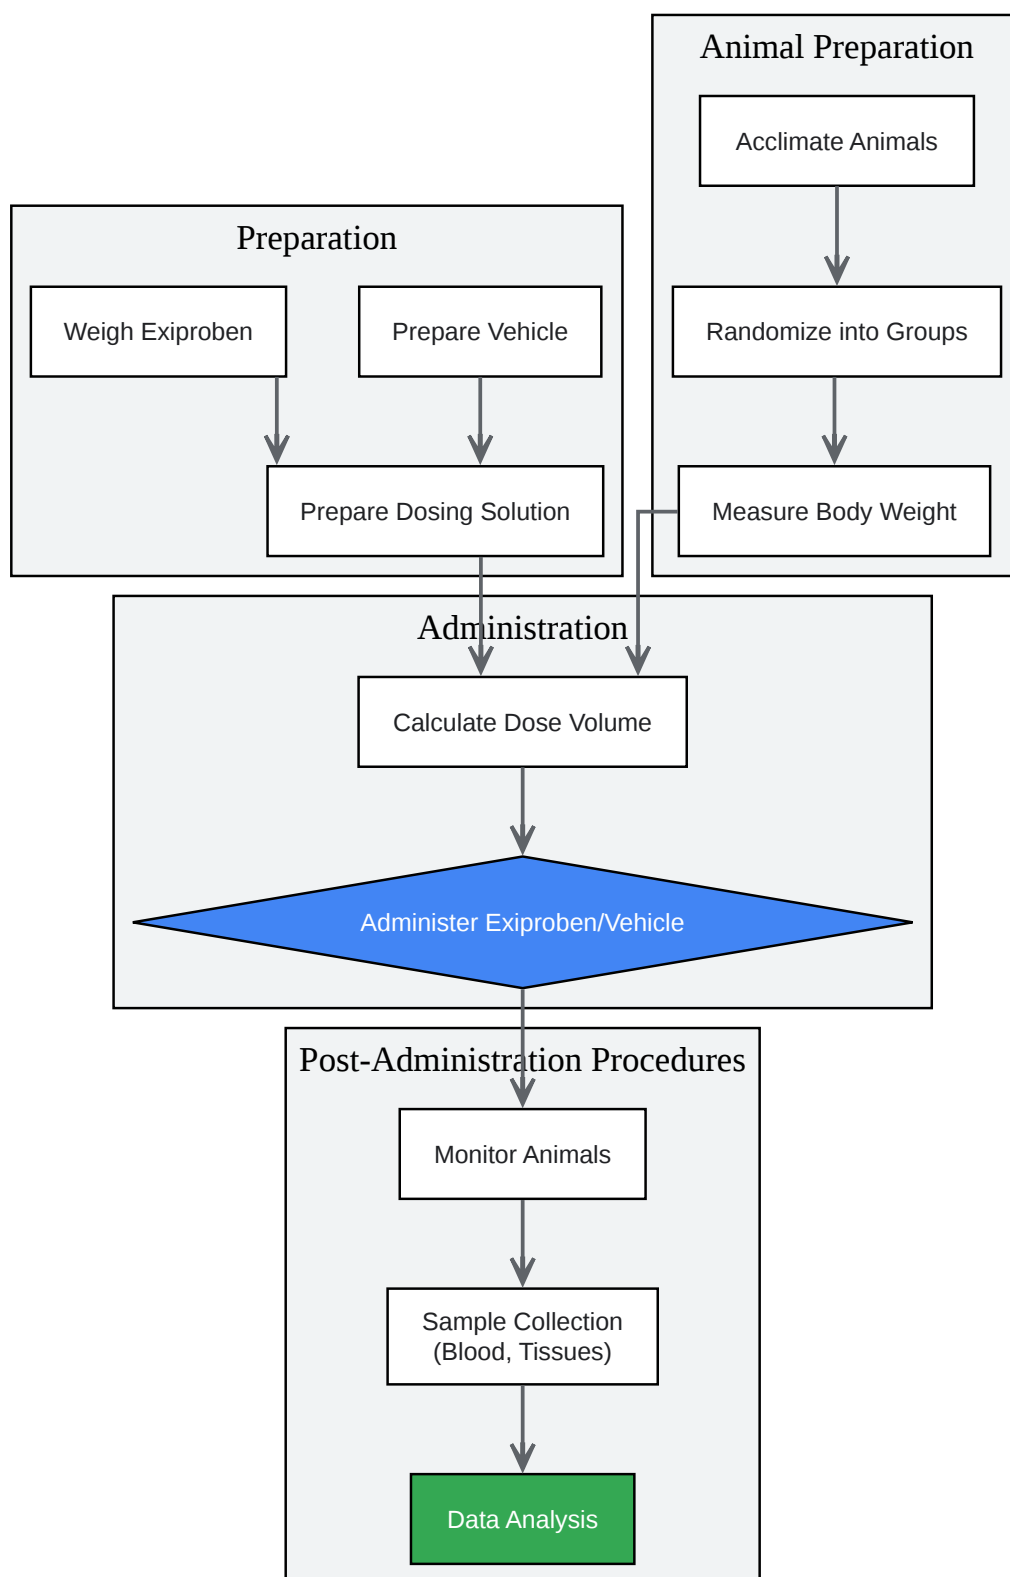 Animal Preparation
Acclimate Animals
Preparation
Weigh Exiproben
Prepare Vehicle
Randomize into Groups
Prepare Dosing Solution
Measure Body Weight
Administration
Calculate Dose Volume
Administer Exiproben/Vehicle
Post-Administration Procedures
Monitor Animals
Sample Collection
(Blood, Tissues)
Data Analysis